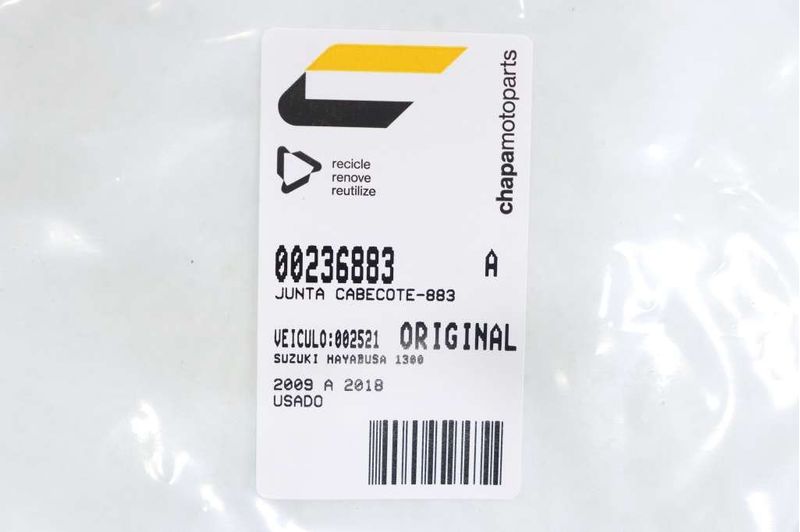 chapamotoparts
recicle
renove
reutilize
00236883 A
JUNTA CABECOTE-883
VEICULO:002521 ORIGINAL
SUZUKI HAYABUSA 1300
2009 A 2018
USADO